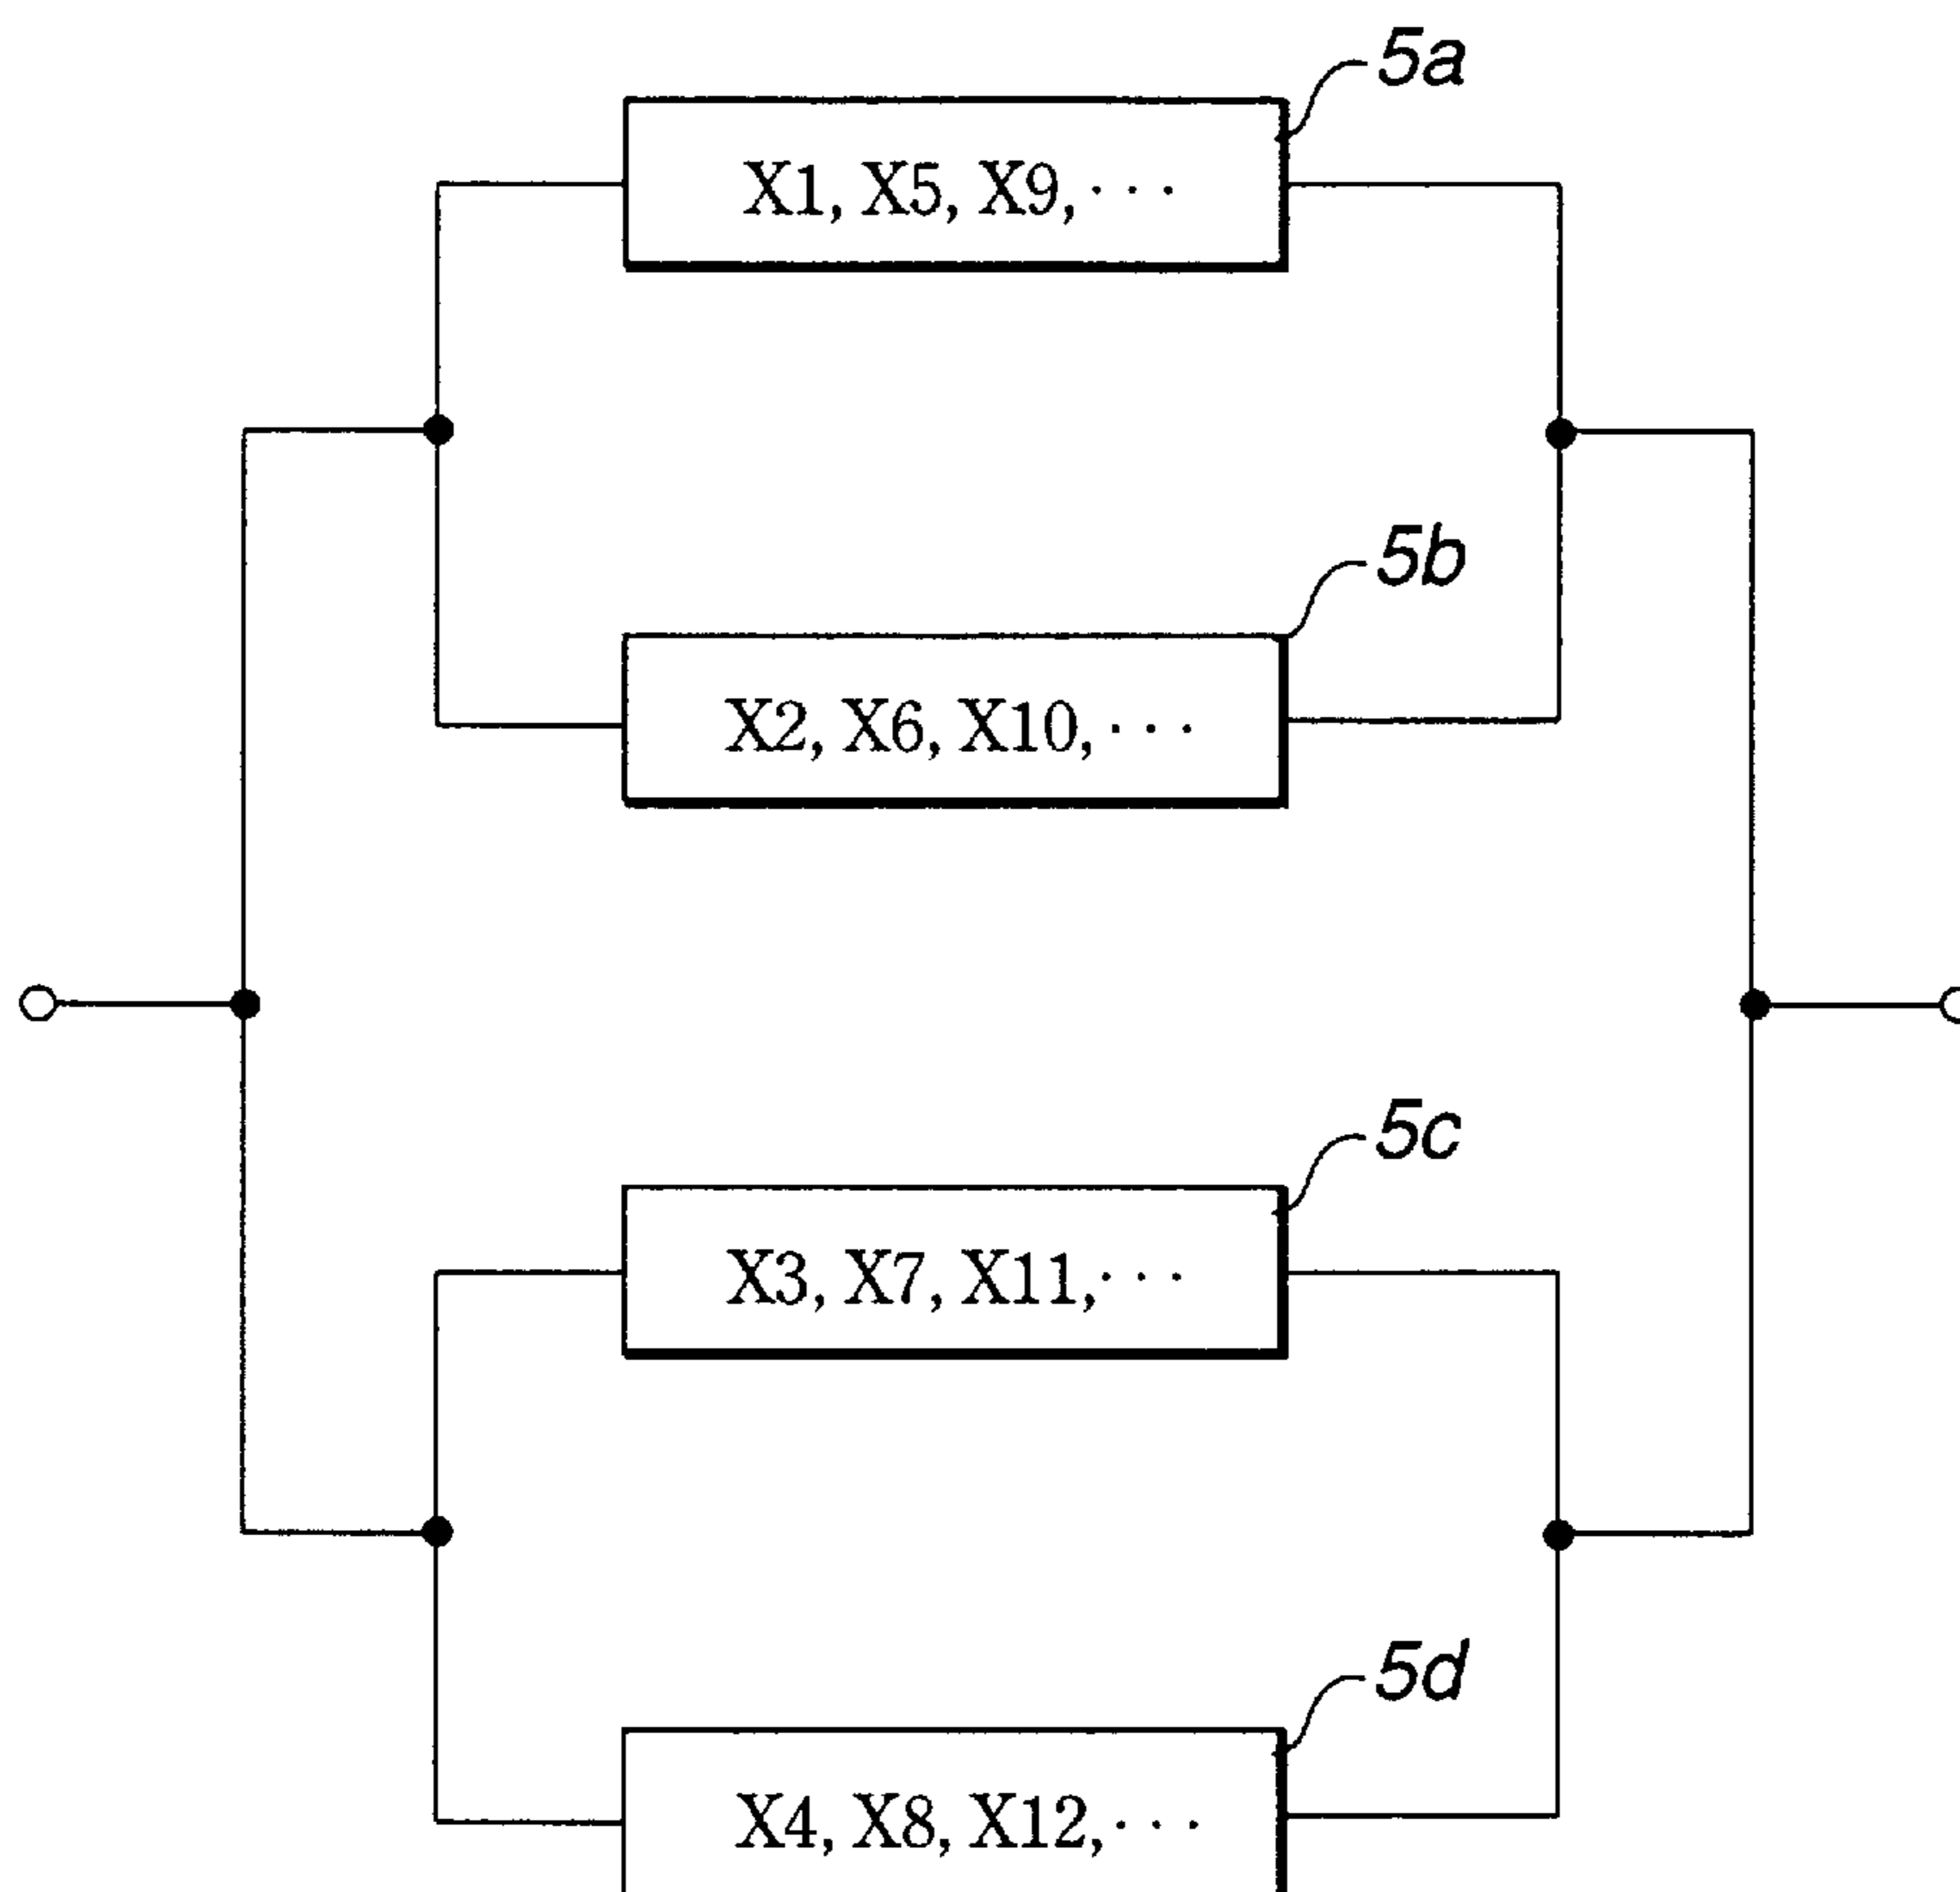 5a
X1, X5, X9, · · ·
5b
X2, X6, X10, · · ·
5c
X3, X7, X11, · · ·
5d
X4, X8, X12, · · ·